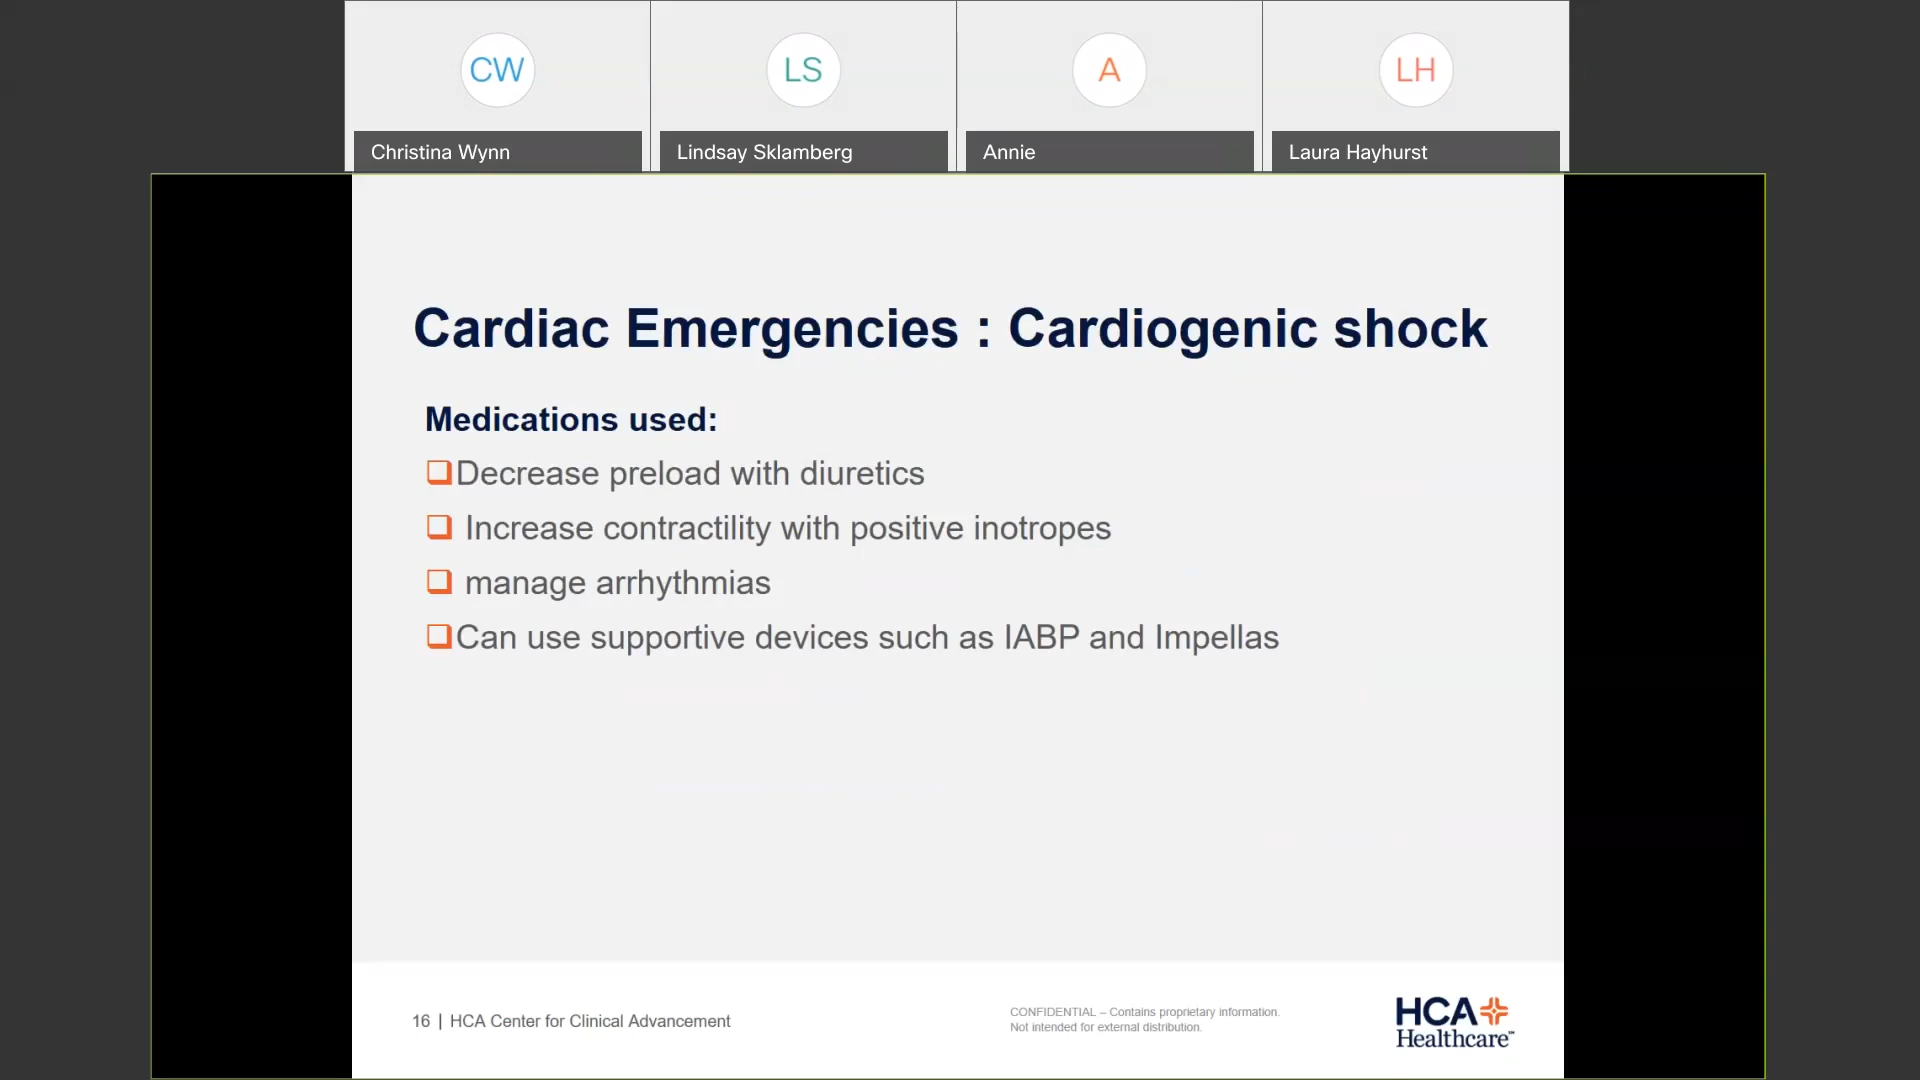 CW
LS
A
LH
Christina Wynn
Lindsay Sklamberg
Annie
Laura Hayhurst
Cardiac Emergencies : Cardiogenic shock
Medications used:
Decrease preload with diuretics
Increase contractility with positive inotropes
manage arrhythmias
Can use supportive devices such as IABP and Impellas
16 | HCA Center for Clinical Advancement
CONFIDENTIAL – Contains proprietary information.
Not intended for external distribution.
HCA
Healthcare™